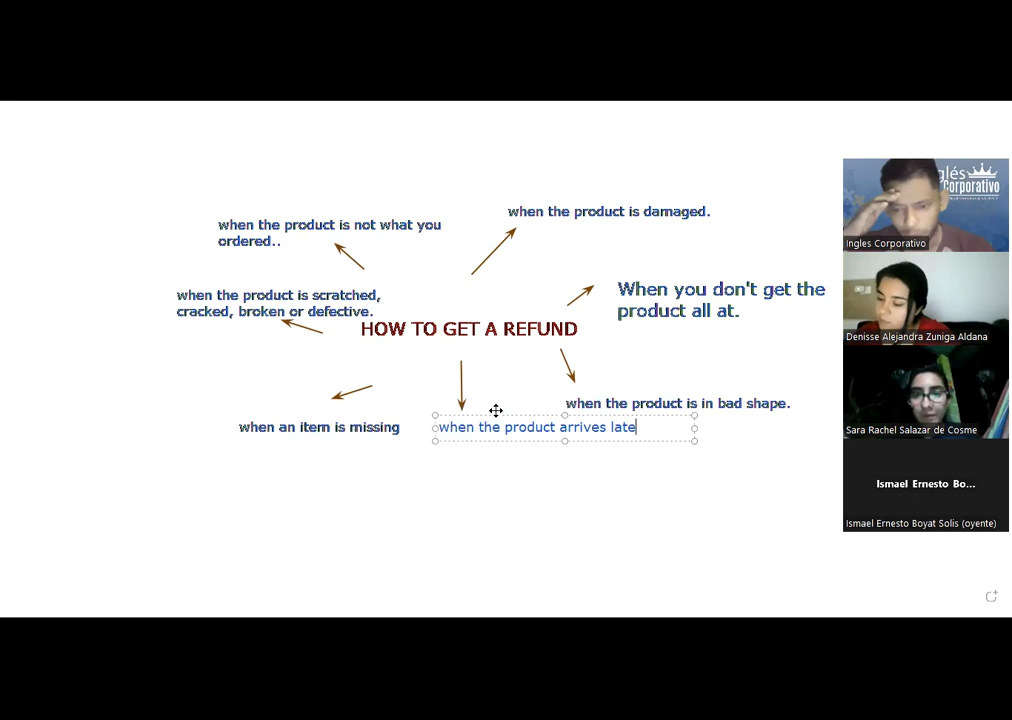 when the product is not what you
ordered..
when the product is damaged.
when the product is scratched,
cracked, broken or defective.
When you don't get the
product all at.
HOW TO GET A REFUND
when the product is in bad shape.
when an item is missing
when the product arrives late
glés
Corporativo
Ingles Corporativo
Denisse Alejandra Zuniga Aldana
Sara Rachel Salazar de Cosme
Ismael Ernesto Bo...
Ismael Ernesto Boyat Solis (oyente)